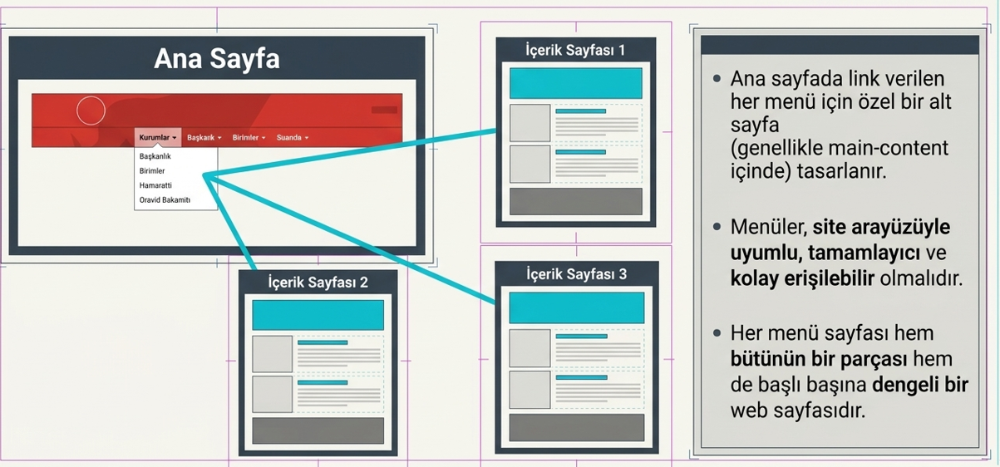 Ana Sayfa
Kurumlar Başkarık Birimler Suanda
Başkanlık
Birimler
Hamaratti
Oravid Bakamitı
İçerik Sayfası 1
İçerik Sayfası 2
İçerik Sayfası 3
• Ana sayfada link verilen
her menü için özel bir alt
sayfa
(genellikle main-content
içinde) tasarlanır.
• Menüler, site arayüzüyle
uyumlu, tamamlayıcı ve
kolay erişilebilir olmalıdır.
• Her menü sayfası hem
bütünün bir parçası hem
de başlı başına dengeli bir
web sayfasıdır.